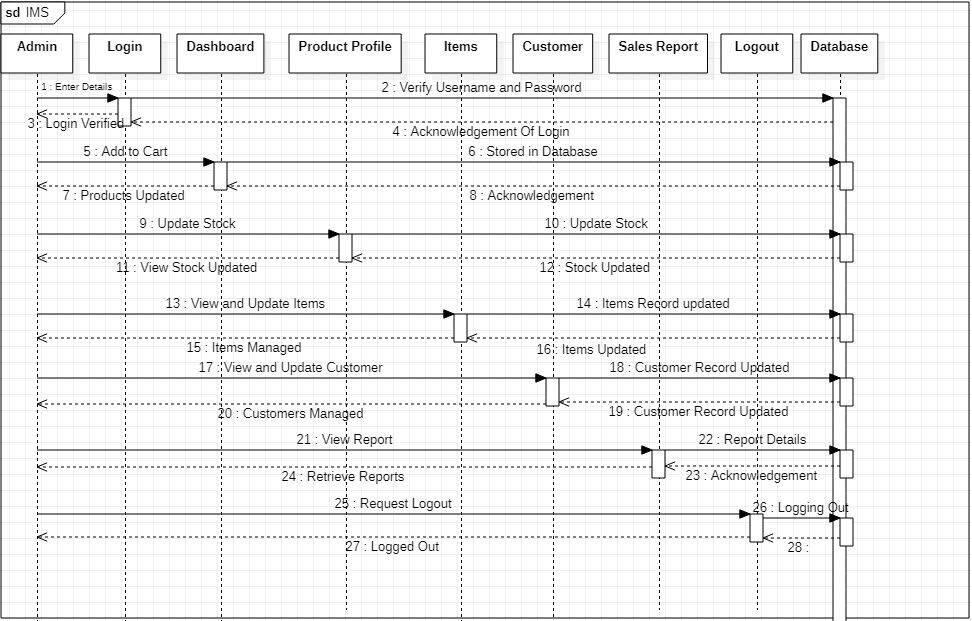 sd IMS
Admin
Login
Dashboard
Product Profile
Items
Customer
Sales Report
Logout
Database
1 : Enter Details
2 : Verify Username and Password
3 : Login Verified
4 : Acknowledgement Of Login
5 : Add to Cart
6 : Stored in Database
7 : Products Updated
8 : Acknowledgement
9 : Update Stock
10 : Update Stock
11 : View Stock Updated
12 : Stock Updated
13 : View and Update Items
14 : Items Record updated
15 : Items Managed
16 : Items Updated
17 : View and Update Customer
18 : Customer Record Updated
20 : Customers Managed
19 : Customer Record Updated
21 : View Report
22 : Report Details
24 : Retrieve Reports
23 : Acknowledgement
25 : Request Logout
26 : Logging Out
27 : Logged Out
28 :